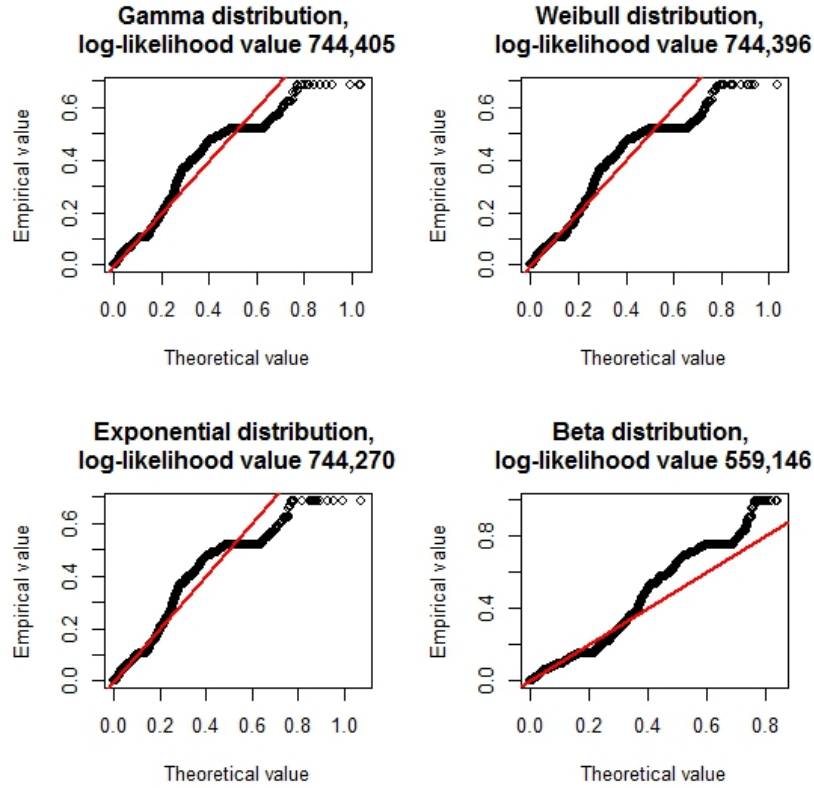 Gamma distribution,
log-likelihood value 744,405
Empirical value
0.0 0.2 0.4 0.6
0.0 0.2 0.4 0.6 0.8 1.0
Theoretical value
Weibull distribution,
log-likelihood value 744,396
Empirical value
0.0 0.2 0.4 0.6
0.0 0.2 0.4 0.6 0.8 1.0
Theoretical value
Exponential distribution,
log-likelihood value 744,270
Empirical value
0.0 0.2 0.4 0.6
0.0 0.2 0.4 0.6 0.8 1.0
Theoretical value
Beta distribution,
log-likelihood value 559,146
Empirical value
0.0 0.4 0.8
0.0 0.2 0.4 0.6 0.8
Theoretical value